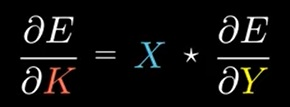 ∂E/∂K = X ⋆ ∂E/∂Y